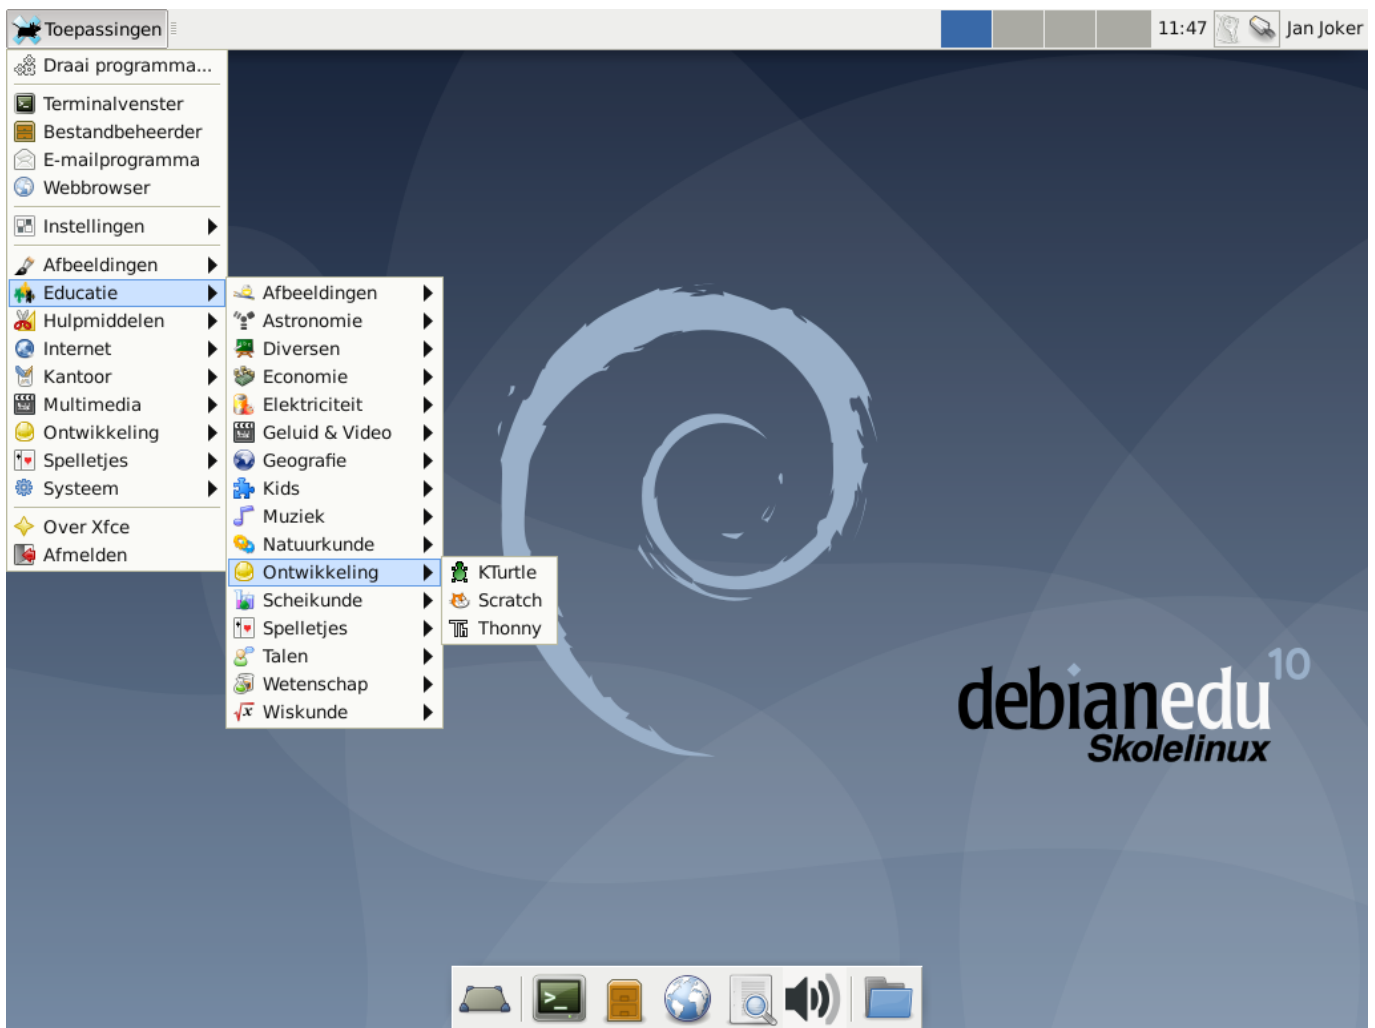 Toepassingen
11:47
Jan Joker
Draai programma...
Terminalvenster
Bestandbeheerder
E-mailprogramma
Webbrowser
Instellingen
Afbeeldingen
Educatie
Hulpmiddelen
Internet
Kantoor
Multimedia
Ontwikkeling
Spelletjes
Systeem
Over Xfce
Afmelden
Afbeeldingen
Astronomie
Diversen
Economie
Elektriciteit
Geluid & Video
Geografie
Kids
Muziek
Natuurkunde
Ontwikkeling
Scheikunde
Spelletjes
Talen
Wetenschap
Wiskunde
KTurtle
Scratch
Thonny
debianedu 10
Skolelinux